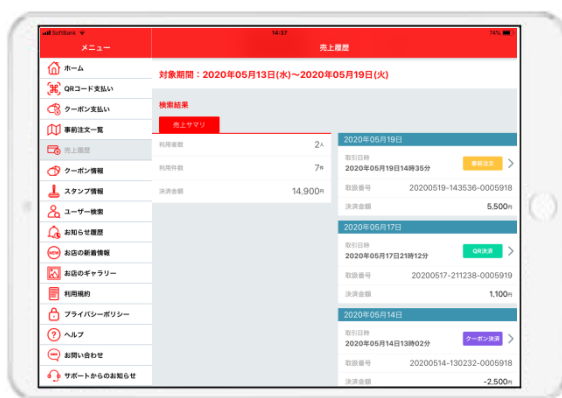 SoftBank
14:37
74%
メニュー
売上履歴
ホーム
QRコード支払い
クーポン支払い
事前注文一覧
売上履歴
クーポン情報
スタンプ情報
ユーザー検索
お知らせ履歴
お店の新着情報
お店のギャラリー
利用規約
プライバシーポリシー
ヘルプ
お問い合わせ
サポートからのお知らせ
対象期間：2020年05月13日(水)～2020年05月19日(火)
検索結果
売上サマリ
利用者数 2人
利用件数 7件
決済金額 14,900円
2020年05月19日
取引日時
2020年05月19日14時35分 事前注文
取扱番号 20200519-143536-0005918
決済金額 5,500円
2020年05月17日
取引日時
2020年05月17日21時12分 QR決済
取扱番号 20200517-211238-0005919
決済金額 1,100円
2020年05月14日
取引日時
2020年05月14日13時02分 クーポン決済
取扱番号 20200514-130232-0005918
決済金額 -2,500円